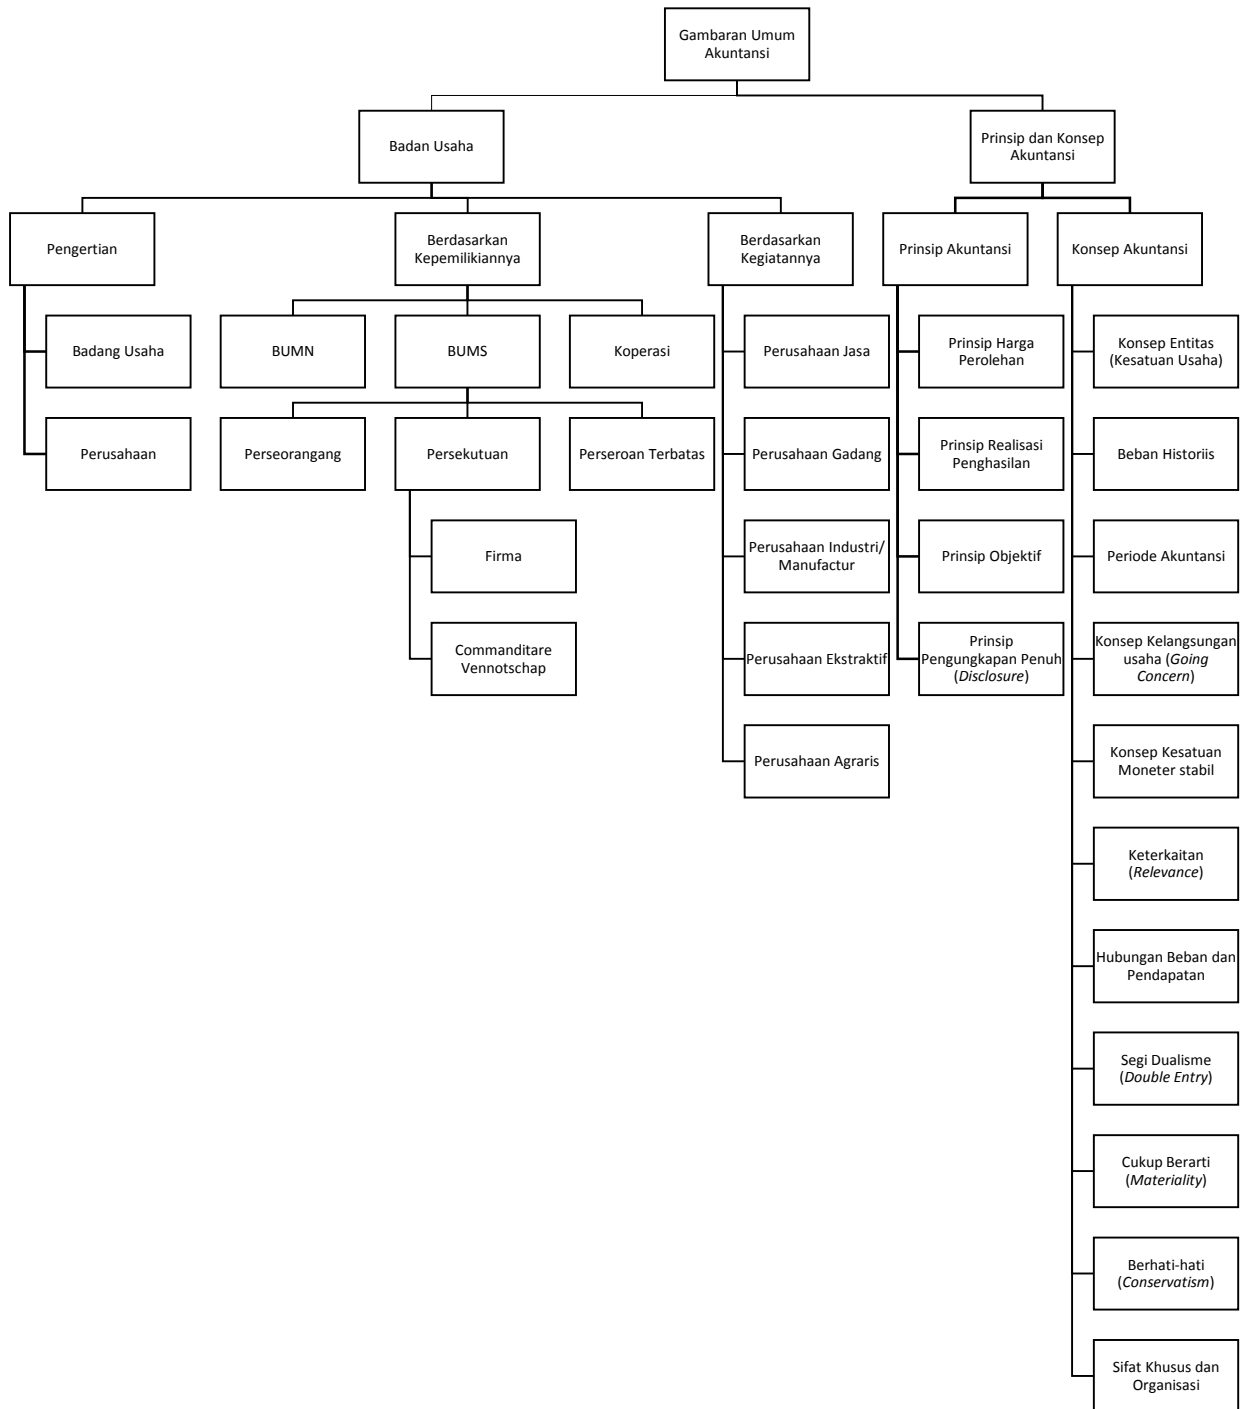 Gambaran Umum
Akuntansi
Badan Usaha
Prinsip dan Konsep
Akuntansi
Pengertian
Berdasarkan
Kepemilikiannya
Berdasarkan
Kegiatannya
Prinsip Akuntansi
Konsep Akuntansi
Badang Usaha
BUMN
BUMS
Koperasi
Perusahaan Jasa
Prinsip Harga
Perolehan
Konsep Entitas
(Kesatuan Usaha)
Perusahaan
Perseorangang
Persekutuan
Perseroan Terbatas
Perusahaan Gadang
Prinsip Realisasi
Penghasilan
Beban Historiis
Firma
Perusahaan Industri/
Manufactur
Prinsip Objektif
Periode Akuntansi
Commanditare
Vennotschap
Perusahaan Ekstraktif
Prinsip
Pengungkapan Penuh
(Disclosure)
Konsep Kelangsungan
usaha (Going
Concern)
Perusahaan Agraris
Konsep Kesatuan
Moneter stabil
Keterkaitan
(Relevance)
Hubungan Beban dan
Pendapatan
Segi Dualisme
(Double Entry)
Cukup Berarti
(Materiality)
Berhati-hati
(Conservatism)
Sifat Khusus dan
Organisasi